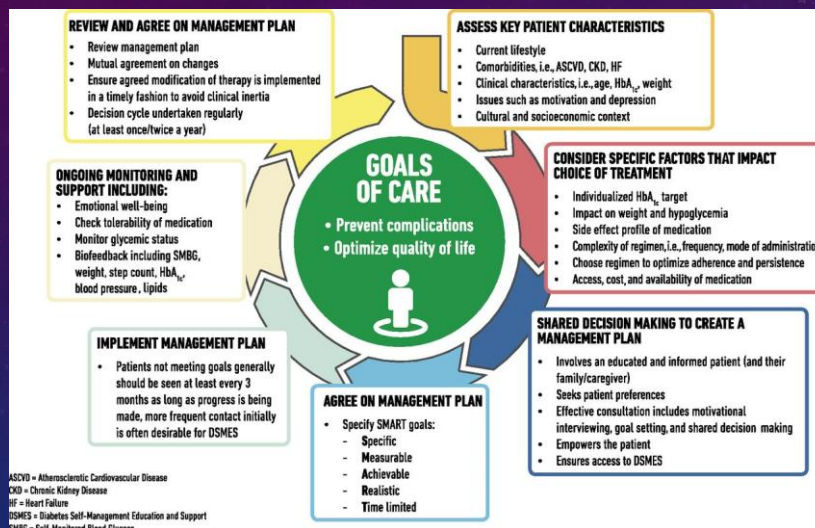 REVIEW AND AGREE ON MANAGEMENT PLAN
• Review management plan
• Mutual agreement on changes
• Ensure agreed modification of therapy is implemented
in a timely fashion to avoid clinical inertia
• Decision cycle undertaken regularly
(at least once/twice a year)
ASSESS KEY PATIENT CHARACTERISTICS
• Current lifestyle
• Comorbidities, i.e., ASCVD, CKD, HF
• Clinical characteristics, i.e., age, HbA1c, weight
• Issues such as motivation and depression
• Cultural and socioeconomic context
GOALS
OF CARE
• Prevent complications
• Optimize quality of life
CONSIDER SPECIFIC FACTORS THAT IMPACT
CHOICE OF TREATMENT
• Individualized HbA1c target
• Impact on weight and hypoglycemia
• Side effect profile of medication
• Complexity of regimen, i.e., frequency, mode of administratio
• Choose regimen to optimize adherence and persistence
• Access, cost, and availability of medication
SHARED DECISION MAKING TO CREATE A
MANAGEMENT PLAN
• Involves an educated and informed patient (and their
family/caregiver)
• Seeks patient preferences
• Effective consultation includes motivational
interviewing, goal setting, and shared decision making
• Empowers the patient
• Ensures access to DSMES
AGREE ON MANAGEMENT PLAN
• Specify SMART goals:
- Specific
- Measurable
- Achievable
- Realistic
- Time limited
IMPLEMENT MANAGEMENT PLAN
• Patients not meeting goals generally
should be seen at least every 3
months as long as progress is being
made, more frequent contact initially
is often desirable for DSMES
ONGOING MONITORING AND
SUPPORT INCLUDING:
• Emotional well-being
• Check tolerability of medication
• Monitor glycemic status
• Biofeedback including SMBG,
weight, step count, HbA1c,
blood pressure, lipids
ASCVD = Atherosclerotic Cardiovascular Disease
CKD = Chronic Kidney Disease
HF = Heart Failure
DSMES = Diabetes Self-Management Education and Support
SMBG = Self-Monitored Blood Glucose